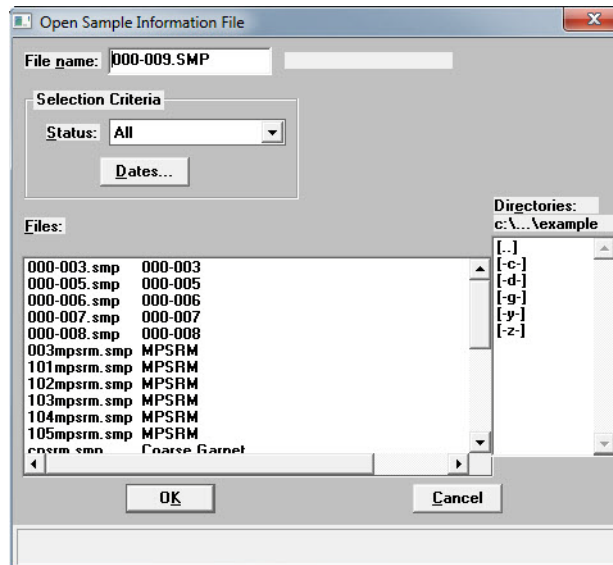 Open Sample Information File
File name: 000-009.SMP
Selection Criteria
Status: All
Dates...
Directories:
c:\...\example
Files:
[..]
[-c-]
[-d-]
[-g-]
[-y-]
[-z-]
000-003.smp 000-003
000-005.smp 000-005
000-006.smp 000-006
000-007.smp 000-007
000-008.smp 000-008
003mpsrm.smp MPSRM
101mpsrm.smp MPSRM
102mpsrm.smp MPSRM
103mpsrm.smp MPSRM
104mpsrm.smp MPSRM
105mpsrm.smp MPSRM
cpsrm.smp Coarse Garnet
OK
Cancel